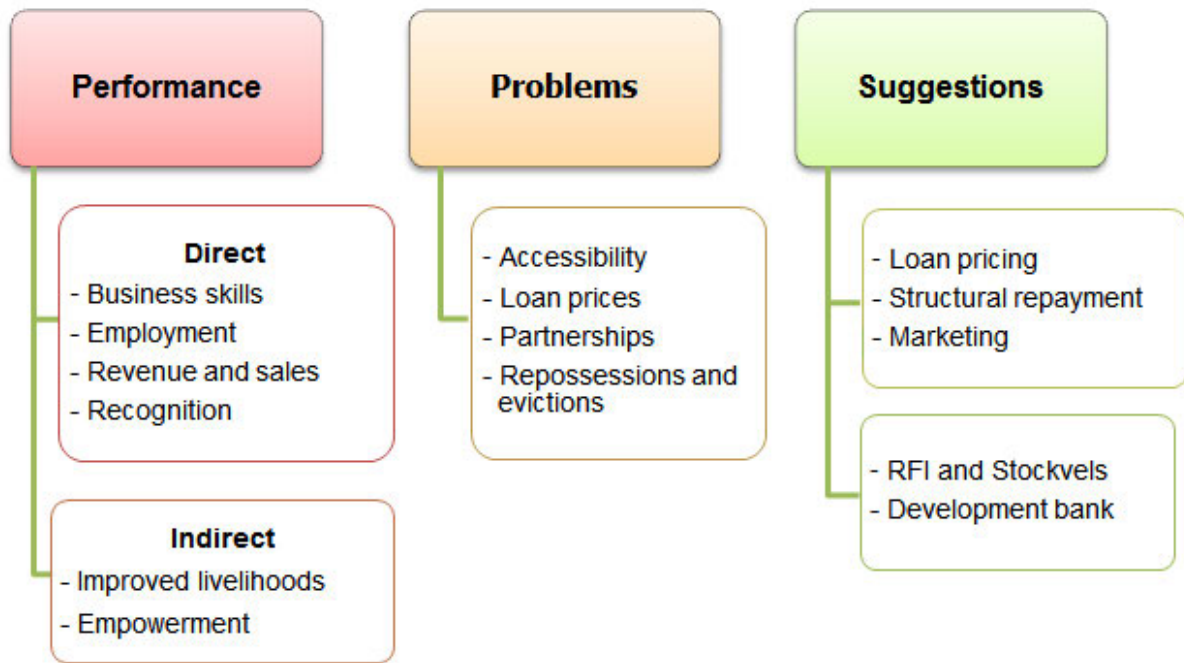 Performance
Direct
- Business skills
- Employment
- Revenue and sales
- Recognition
Indirect
- Improved livelihoods
- Empowerment
Problems
- Accessibility
- Loan prices
- Partnerships
- Repossessions and
evictions
Suggestions
- Loan pricing
- Structural repayment
- Marketing
- RFI and Stockvels
- Development bank